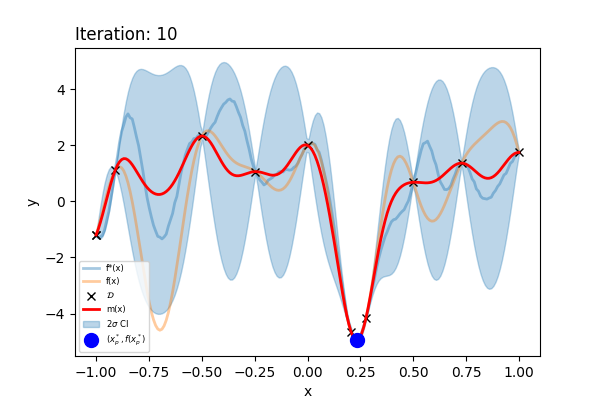 Iteration: 10
y
4
2
0
−2
−4
f*(x)
f(x)
𝒟
m(x)
2σ CI
(x*p, f(x*p))
−1.00 −0.75 −0.50 −0.25 0.00 0.25 0.50 0.75 1.00
x